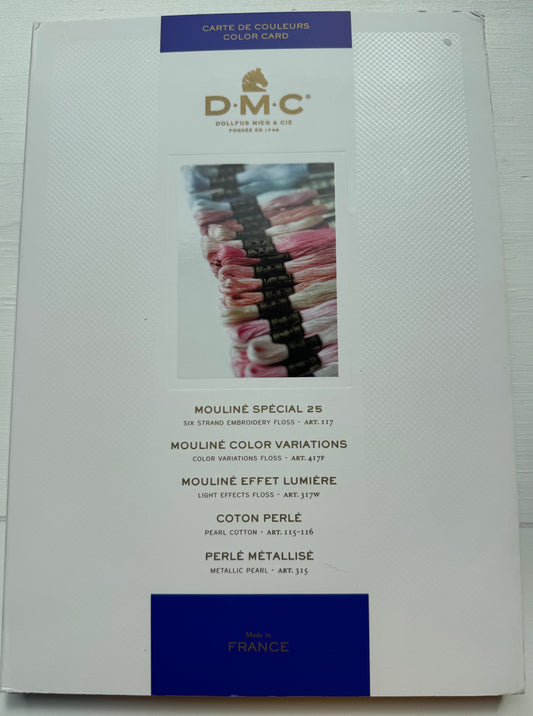 CARTE DE COULEURS
COLOR CARD
D·M·C®
DOLLFUS MIEG & CIE
FONDÉE EN 1746
MOULINÉ SPÉCIAL 25
SIX STRAND EMBROIDERY FLOSS - ART. 117
MOULINÉ COLOR VARIATIONS
COLOR VARIATIONS FLOSS - ART. 417F
MOULINÉ EFFET LUMIÈRE
LIGHT EFFECTS FLOSS - ART. 317W
COTON PERLÉ
PEARL COTTON - ART. 115-116
PERLÉ MÉTALLISÉ
METALLIC PEARL - ART. 315
Made in
FRANCE